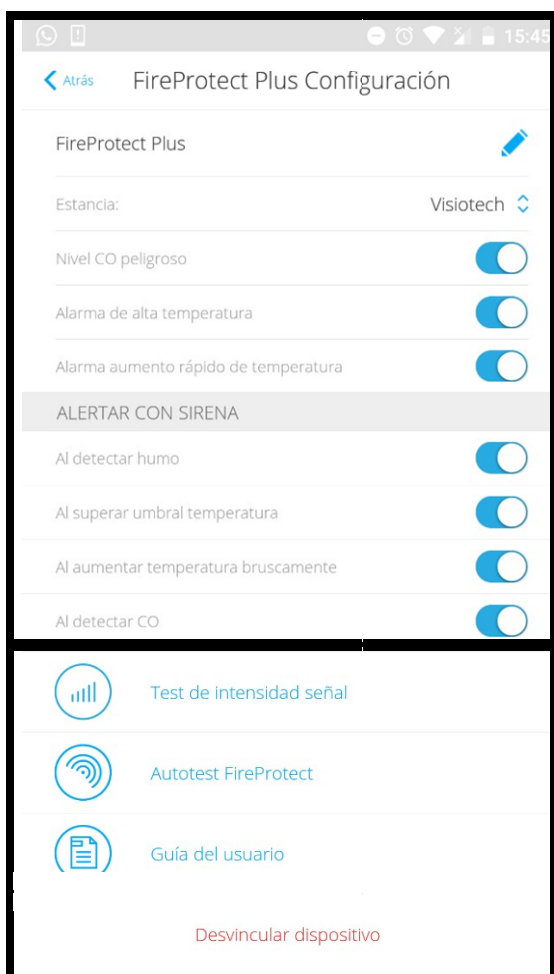 15:45
Atrás FireProtect Plus Configuración
FireProtect Plus
Estancia: Visiotech
Nivel CO peligroso
Alarma de alta temperatura
Alarma aumento rápido de temperatura
ALERTAR CON SIRENA
Al detectar humo
Al superar umbral temperatura
Al aumentar temperatura bruscamente
Al detectar CO
Test de intensidad señal
Autotest FireProtect
Guía del usuario
Desvincular dispositivo